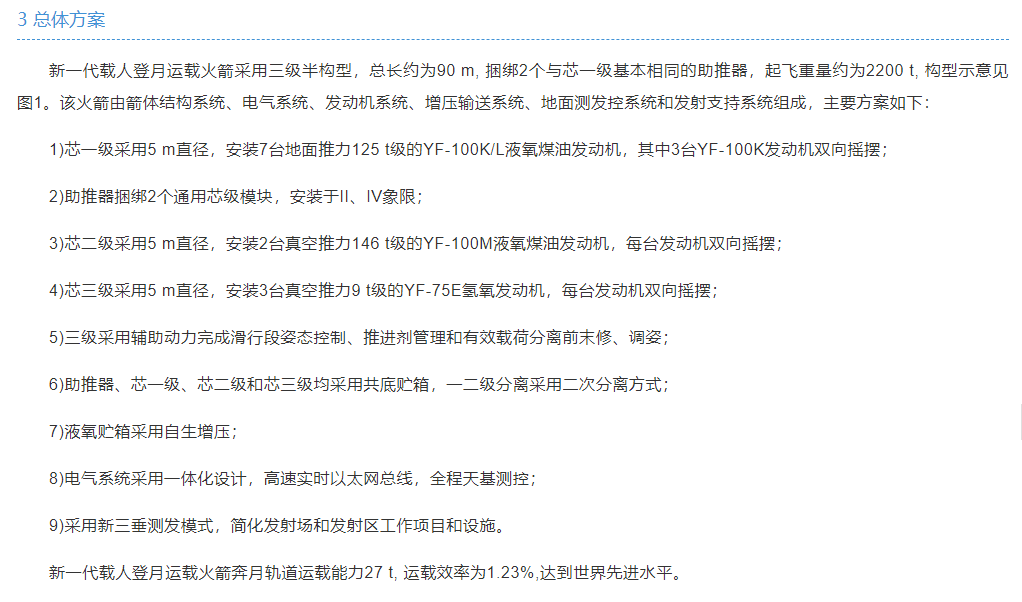 3 总体方案
新一代载人登月运载火箭采用三级半构型，总长约为90 m, 捆绑2个与芯一级基本相同的助推器，起飞重量约为2200 t, 构型示意见
图1。该火箭由箭体结构系统、电气系统、发动机系统、增压输送系统、地面测发控系统和发射支持系统组成，主要方案如下：
1)芯一级采用5 m直径，安装7台地面推力125 t级的YF-100K/L液氧煤油发动机，其中3台YF-100K发动机双向摇摆；
2)助推器捆绑2个通用芯级模块，安装于II、IV象限；
3)芯二级采用5 m直径，安装2台真空推力146 t级的YF-100M液氧煤油发动机，每台发动机双向摇摆；
4)芯三级采用5 m直径，安装3台真空推力9 t级的YF-75E氢氧发动机，每台发动机双向摇摆；
5)三级采用辅助动力完成滑行段姿态控制、推进剂管理和有效载荷分离前末修、调姿；
6)助推器、芯一级、芯二级和芯三级均采用共底贮箱，一二级分离采用二次分离方式；
7)液氧贮箱采用自生增压；
8)电气系统采用一体化设计，高速实时以太网总线，全程天基测控；
9)采用新三垂测发模式，简化发射场和发射区工作项目和设施。
新一代载人登月运载火箭奔月轨道运载能力27 t, 运载效率为1.23%,达到世界先进水平。